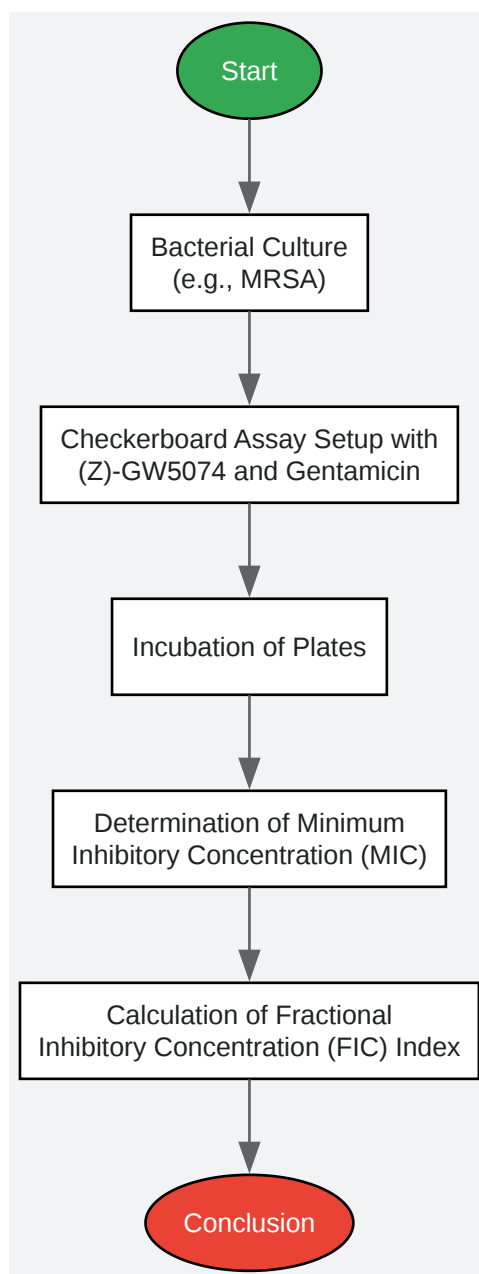 Start
Bacterial Culture
(e.g., MRSA)
Checkerboard Assay Setup with
(Z)-GW5074 and Gentamicin
Incubation of Plates
Determination of Minimum
Inhibitory Concentration (MIC)
Calculation of Fractional
Inhibitory Concentration (FIC) Index
Conclusion